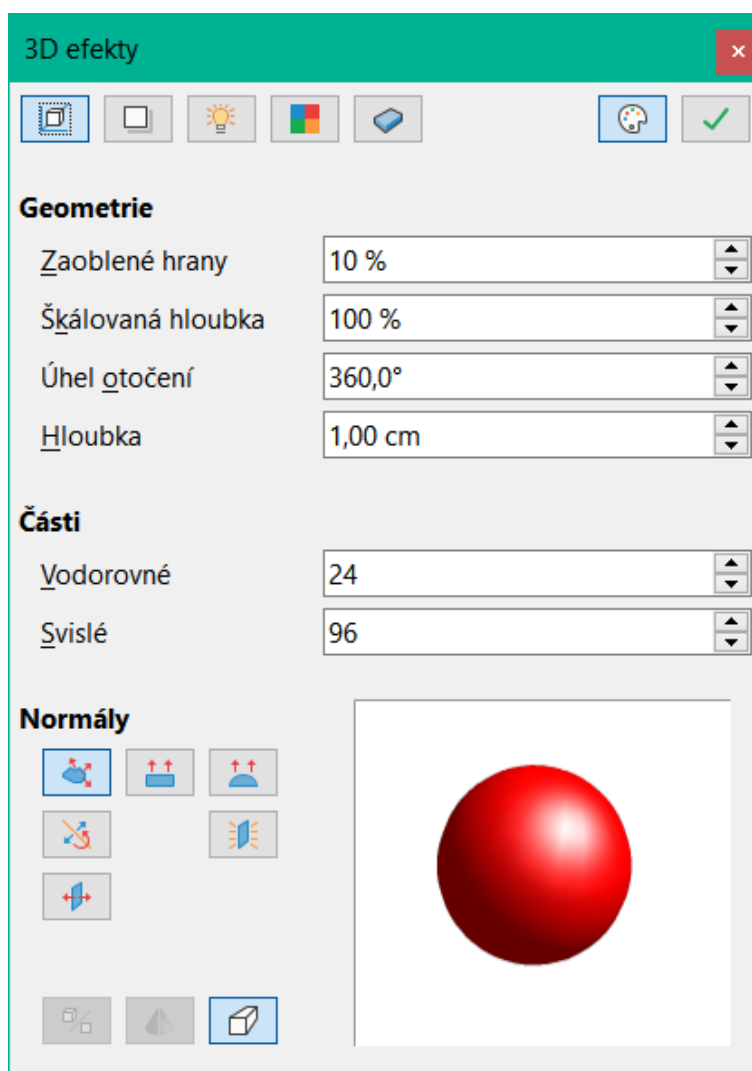 3D efekty
Geometrie
Zaoblené hrany 10 %
Škálovaná hloubka 100 %
Úhel otočení 360,0°
Hloubka 1,00 cm
Části
Vodorovné 24
Svislé 96
Normály